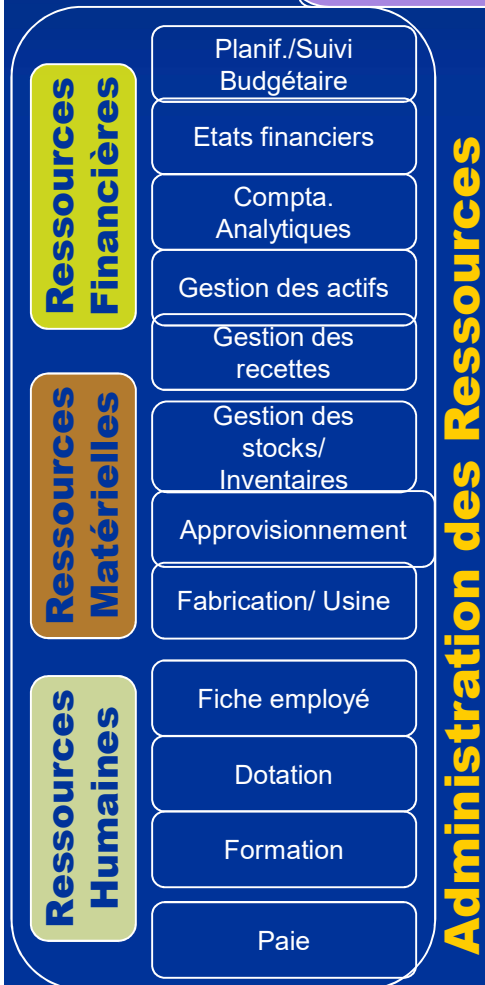 Ressources
Financières
Planif./Suivi
Budgétaire
Etats financiers
Compta.
Analytiques
Gestion des actifs
Gestion des
recettes
Ressources
Matérielles
Gestion des
stocks/
Inventaires
Approvisionnement
Fabrication/ Usine
Ressources
Humaines
Fiche employé
Dotation
Formation
Paie
Administration des Ressources